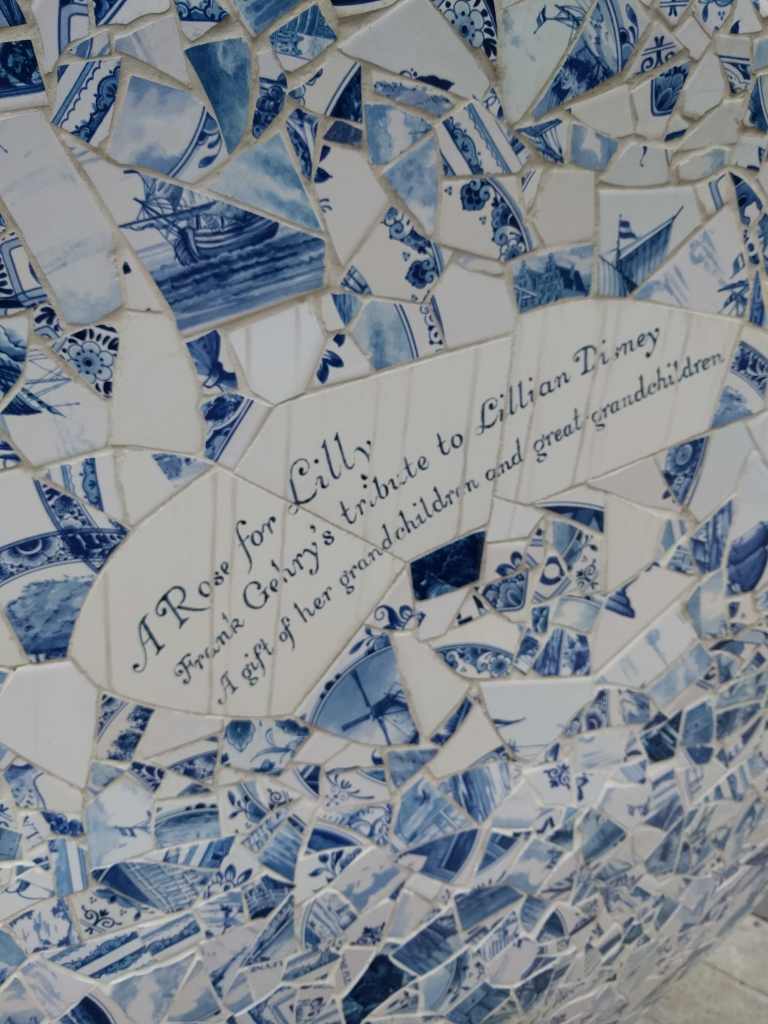 A Rose for Lilly
Frank Gehry's tribute to Lillian Disney
A gift of her grandchildren and great grandchildren